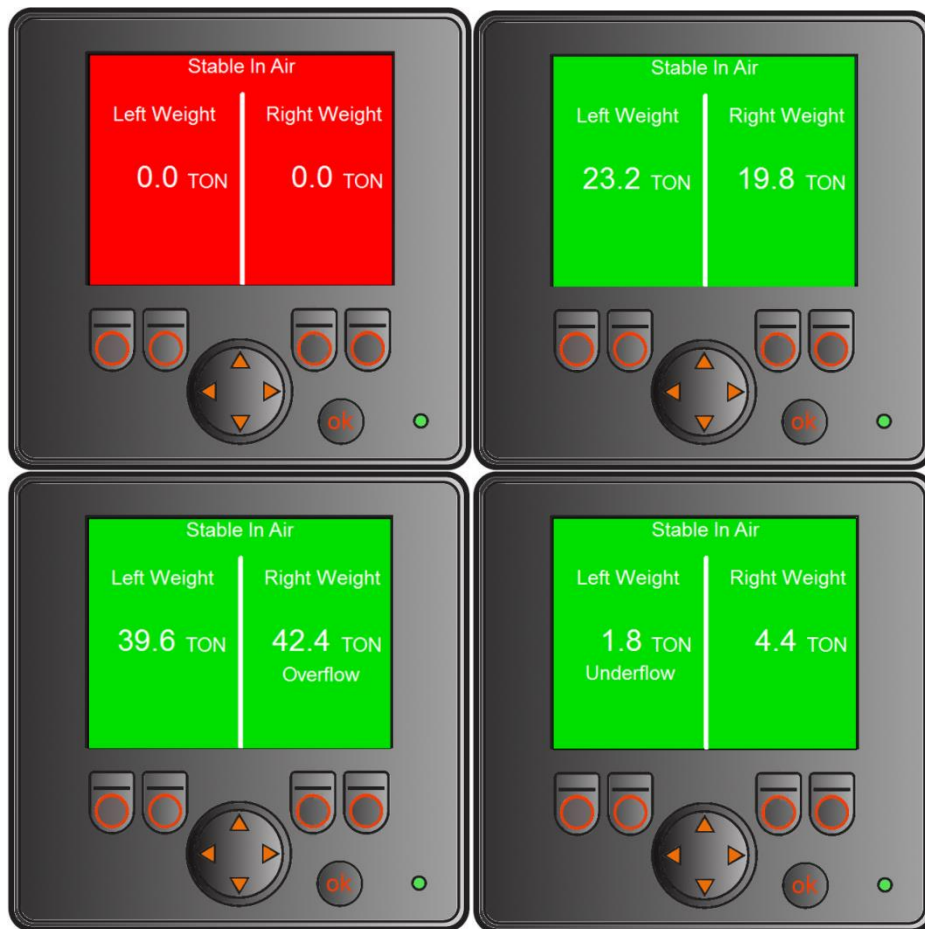 Stable In Air
Left Weight Right Weight
0.0 TON 0.0 TON
ok
Stable In Air
Left Weight Right Weight
23.2 TON 19.8 TON
ok
Stable In Air
Left Weight Right Weight
39.6 TON 42.4 TON
Overflow
ok
Stable In Air
Left Weight Right Weight
1.8 TON 4.4 TON
Underflow
ok